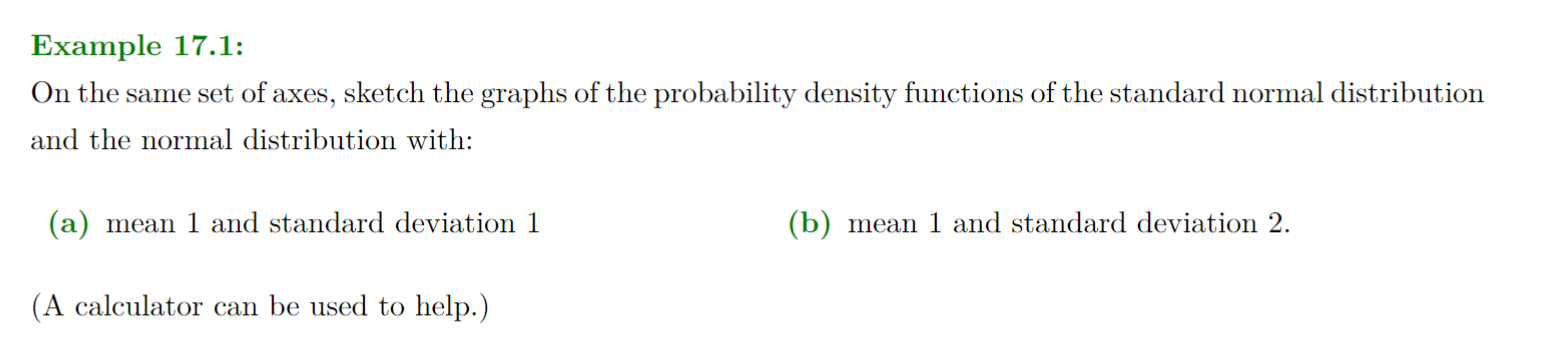 Example 17.1:
On the same set of axes, sketch the graphs of the probability density functions of the standard normal distribution
and the normal distribution with:
(a) mean 1 and standard deviation 1 (b) mean 1 and standard deviation 2.
(A calculator can be used to help.)